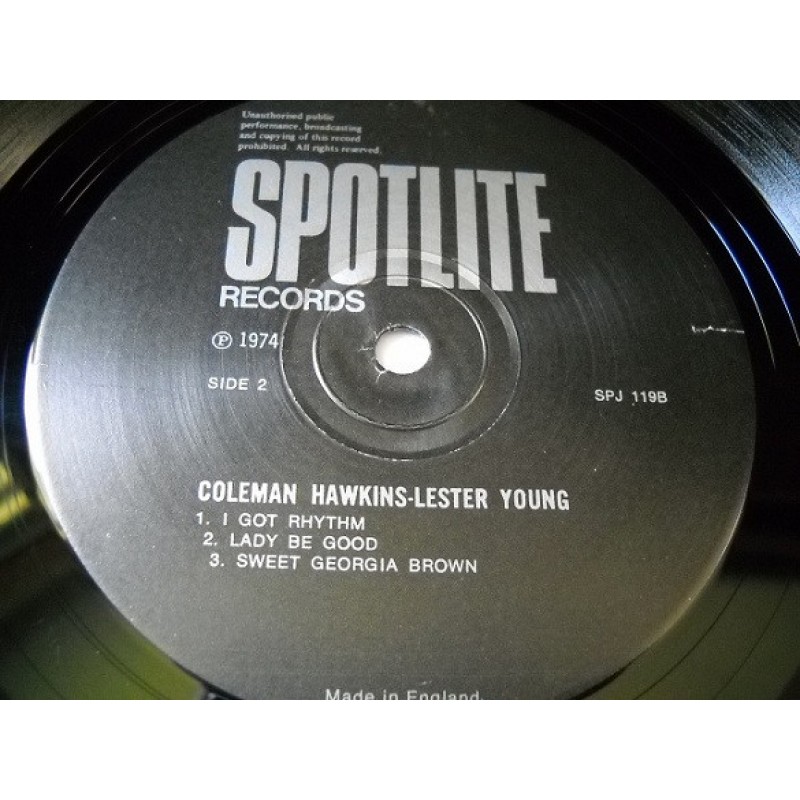 Unauthorised public
performance, broadcasting
and copying of this record
prohibited. All rights reserved.
SPOTLITE
RECORDS
Ⓟ 1974
SIDE 2
SPJ 119B
COLEMAN HAWKINS-LESTER YOUNG
1. I GOT RHYTHM
2. LADY BE GOOD
3. SWEET GEORGIA BROWN
Made in England.